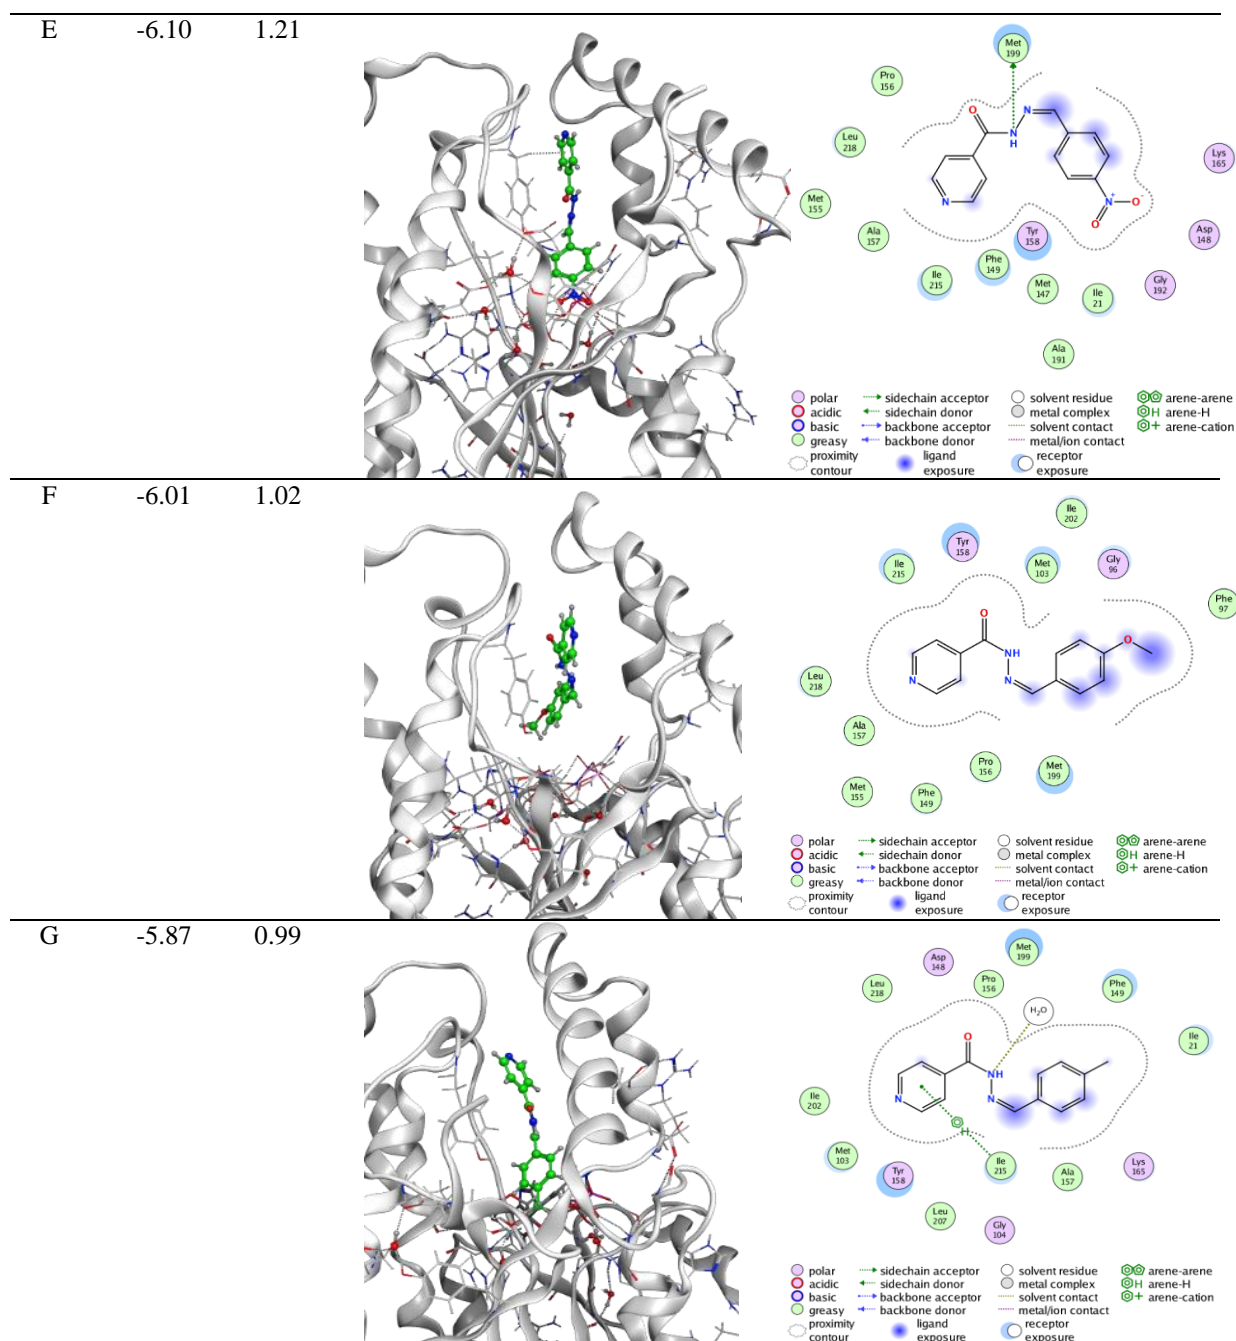 E -6.10 1.21
Met 199
Pro 156
Leu 218
Lys 165
Met 155
Ala 157
Tyr 158
Asp 148
Ile 215
Phe 149
Met 147
Ile 21
Gly 192
Ala 191
O
N
N
H
N
N+
O-
O
polar sidechain acceptor solvent residue arene-arene
acidic sidechain donor metal complex H arene-H
basic backbone acceptor solvent contact + arene-cation
greasy backbone donor metal/ion contact
proximity contour ligand exposure receptor exposure
F -6.01 1.02
Ile 202
Tyr 158
Ile 215
Met 103
Gly 96
Phe 97
Leu 218
Ala 157
Pro 156
Met 155
Phe 149
Met 199
O
NH
N
N
O
polar sidechain acceptor solvent residue arene-arene
acidic sidechain donor metal complex H arene-H
basic backbone acceptor solvent contact + arene-cation
greasy backbone donor metal/ion contact
proximity contour ligand exposure receptor exposure
G -5.87 0.99
Met 199
Asp 148
Pro 156
Leu 218
Phe 149
H2O
Ile 21
Ile 202
Met 103
Tyr 158
Ile 215
Ala 157
Lys 165
Leu 207
Gly 104
O
NH
N
N
H
polar sidechain acceptor solvent residue arene-arene
acidic sidechain donor metal complex H arene-H
basic backbone acceptor solvent contact + arene-cation
greasy backbone donor metal/ion contact
proximity contour ligand exposure receptor exposure